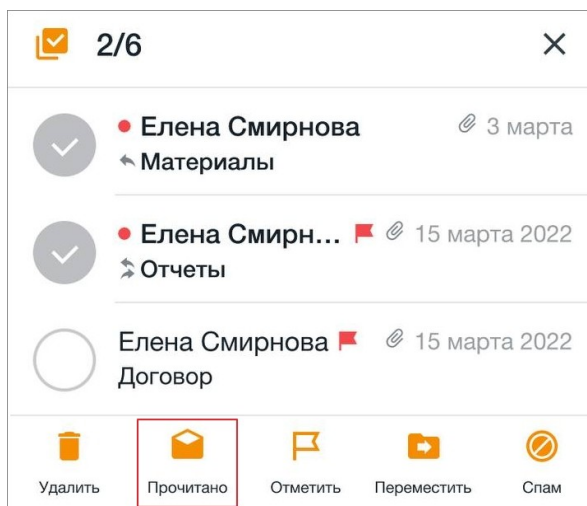 2/6
Елена Смирнова 3 марта
Материалы
Елена Смирн... 15 марта 2022
Отчеты
Елена Смирнова 15 марта 2022
Договор
Удалить Прочитано Отметить Переместить Спам